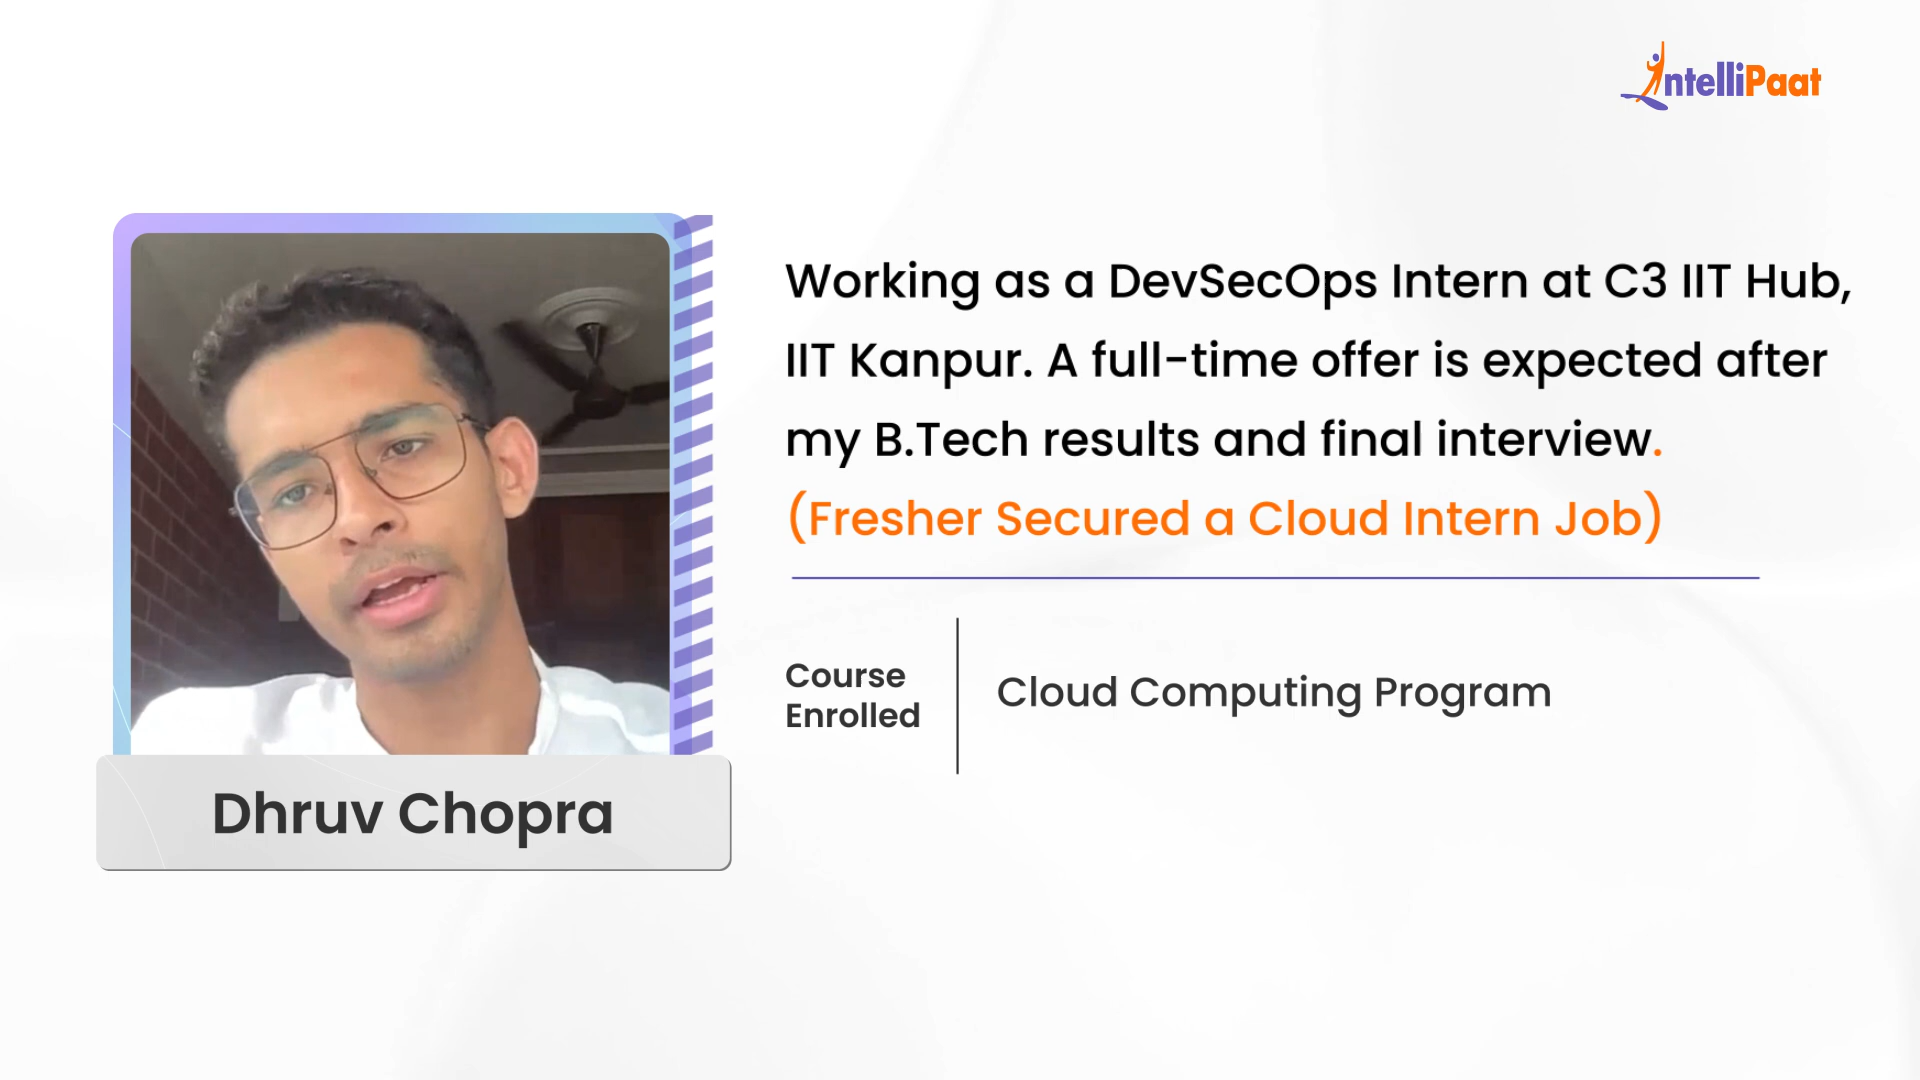 IntelliPaat
Working as a DevSecOps Intern at C3 IIT Hub,
IIT Kanpur. A full-time offer is expected after
my B.Tech results and final interview.
(Fresher Secured a Cloud Intern Job)
Course
Enrolled
Cloud Computing Program
Dhruv Chopra